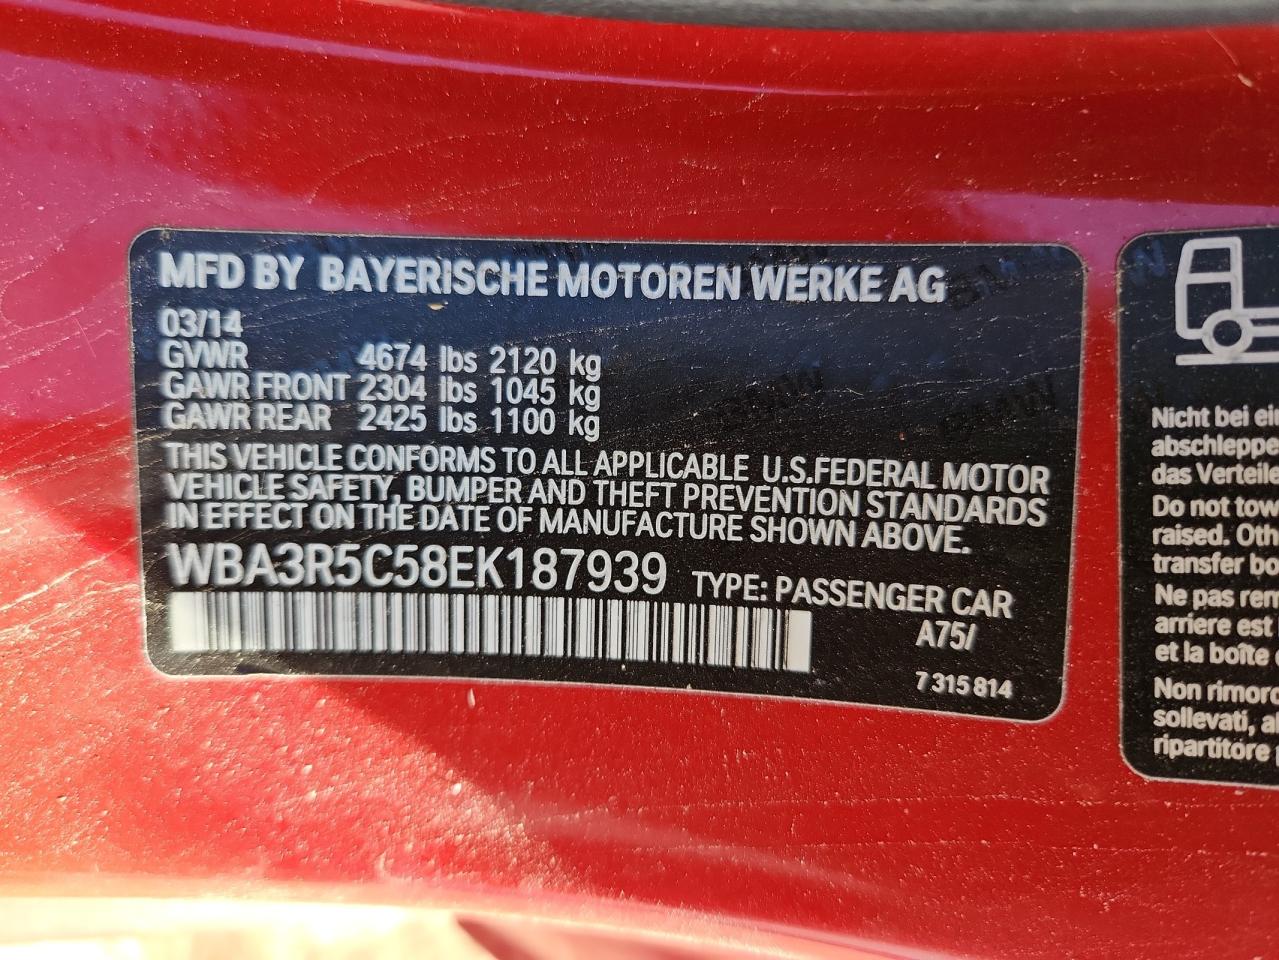 MFD BY BAYERISCHE MOTOREN WERKE AG
03/14
GVWR 4674 lbs 2120 kg
GAWR FRONT 2304 lbs 1045 kg
GAWR REAR 2425 lbs 1100 kg
THIS VEHICLE CONFORMS TO ALL APPLICABLE U.S.FEDERAL MOTOR
VEHICLE SAFETY, BUMPER AND THEFT PREVENTION STANDARDS
IN EFFECT ON THE DATE OF MANUFACTURE SHOWN ABOVE.
WBA3R5C58EK187939 TYPE: PASSENGER CAR
A75/
7 315 814
Nicht bei ein
abschleppe
das Verteile
Do not tow
raised. Oth
transfer bo
Ne pas rem
arriere est
et la boîte
Non rimorc
sollevati, al
ripartitore